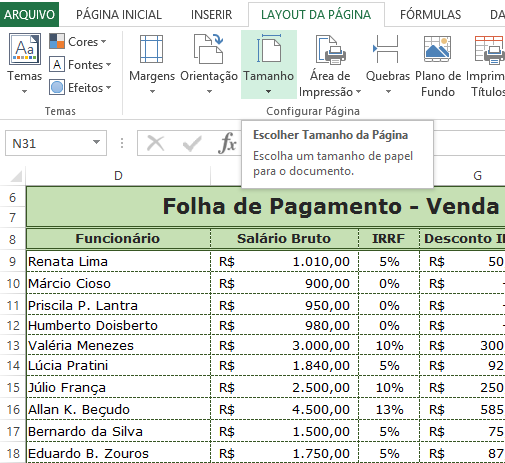 ARQUIVO PÁGINA INICIAL INSERIR LAYOUT DA PÁGINA FÓRMULAS DA
Temas Cores Fontes Efeitos Margens Orientação Tamanho Área de Impressão Quebras Plano de Fundo Imprim Títulos
Temas Configurar Página
N31 fx
Escolher Tamanho da Página
Escolha um tamanho de papel
para o documento.
D G
6 Folha de Pagamento - Venda
7
8 Funcionário Salário Bruto IRRF Desconto I
9 Renata Lima R$ 1.010,00 5% R$ 50
10 Márcio Cioso R$ 900,00 0% R$ -
11 Priscila P. Lantra R$ 950,00 0% R$ -
12 Humberto Doisberto R$ 980,00 0% R$ -
13 Valéria Menezes R$ 3.000,00 10% R$ 300
14 Lúcia Pratini R$ 1.840,00 5% R$ 92
15 Júlio França R$ 2.500,00 10% R$ 250
16 Allan K. Beçudo R$ 4.500,00 13% R$ 585
17 Bernardo da Silva R$ 1.500,00 5% R$ 75
18 Eduardo B. Zouros R$ 1.750,00 5% R$ 87